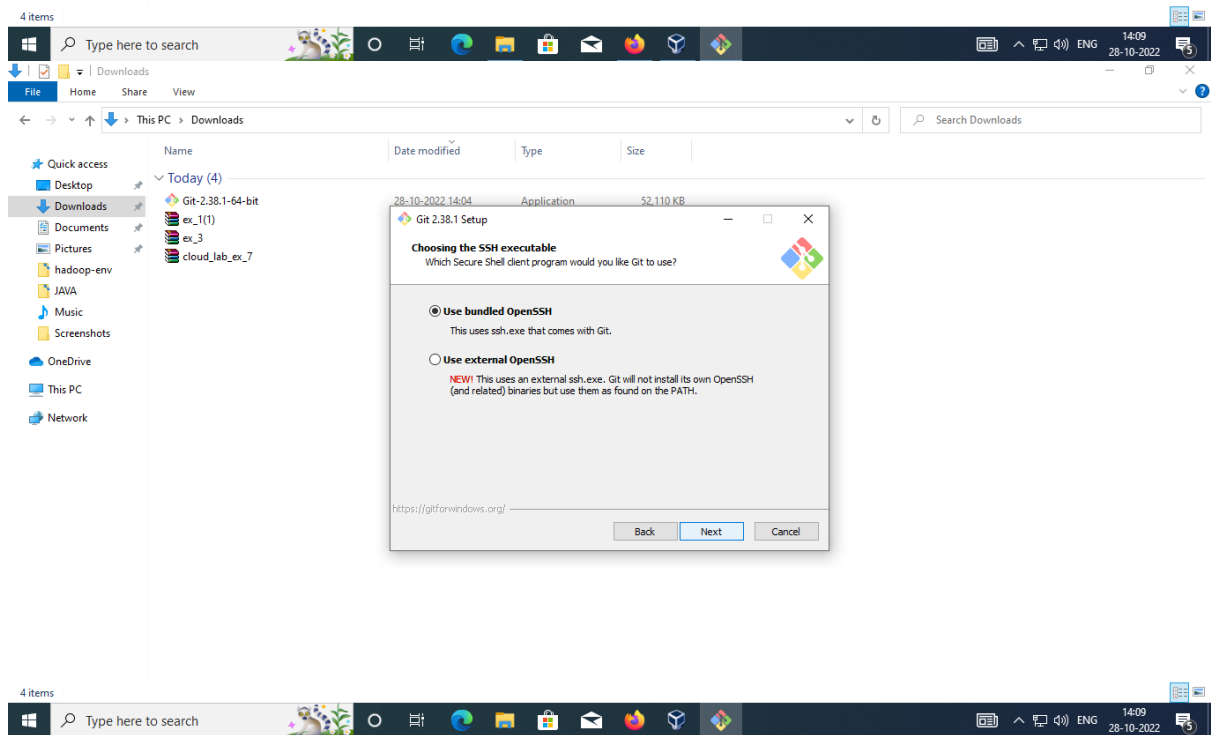 4 items
Type here to search
ENG
14:09
28-10-2022
5
Downloads
File Home Share View
This PC > Downloads
Search Downloads
Name Date modified Type Size
Quick access
Today (4)
Desktop
Git-2.38.1-64-bit 28-10-2022 14:04 Application 52,110 KB
Downloads
ex_1(1)
Documents
ex_3
Pictures
cloud_lab_ex_7
hadoop-env
JAVA
Music
Screenshots
OneDrive
This PC
Network
Git 2.38.1 Setup
Choosing the SSH executable
Which Secure Shell client program would you like Git to use?
Use bundled OpenSSH
This uses ssh.exe that comes with Git.
Use external OpenSSH
NEW! This uses an external ssh.exe. Git will not install its own OpenSSH
(and related) binaries but use them as found on the PATH.
https://gitforwindows.org/
Back Next Cancel
4 items
Type here to search
ENG
14:09
28-10-2022
5